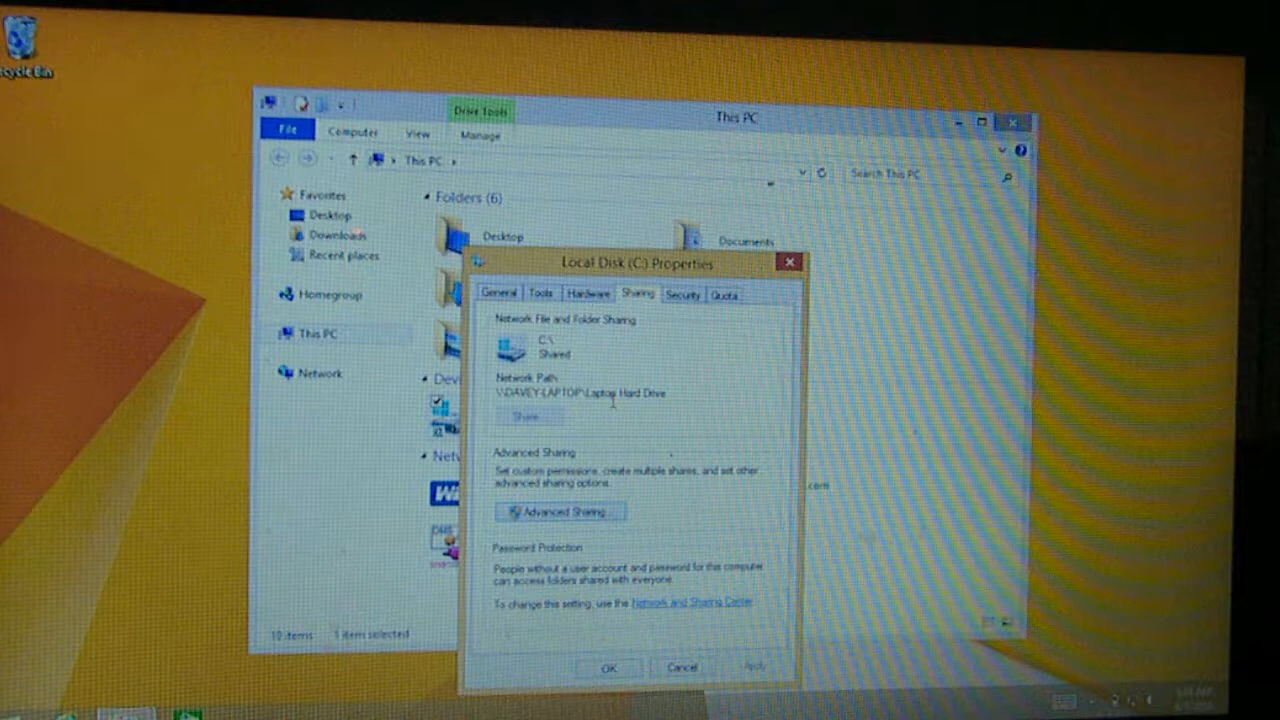 Recycle Bin
Drive Tools
This PC
File
Computer
View
Manage
This PC
Search This PC
Favorites
Desktop
Downloads
Recent places
Homegroup
This PC
Network
Folders (6)
Desktop
Documents
Local Disk (C:) Properties
General
Tools
Hardware
Sharing
Security
Quota
Network File and Folder Sharing
C:\
Shared
Network Path:
\\DAVEY-LAPTOP\Laptop Hard Drive
Share...
Advanced Sharing
Set custom permissions, create multiple shares, and set other
advanced sharing options.
Advanced Sharing...
Password Protection
People without a user account and password for this computer
can access folders shared with everyone.
To change this setting, use the Network and Sharing Center.
OK
Cancel
Apply
Devi
Netw
.com
10 items
1 item selected